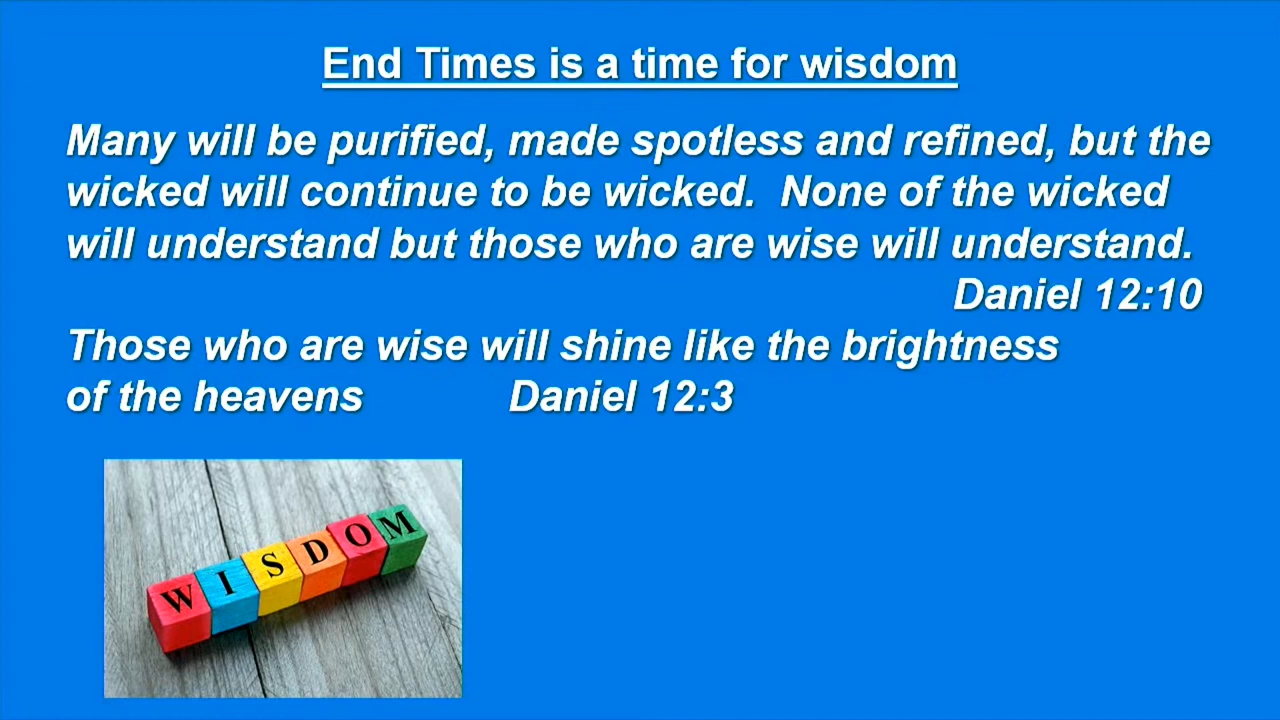 End Times is a time for wisdom
Many will be purified, made spotless and refined, but the
wicked will continue to be wicked.  None of the wicked
will understand but those who are wise will understand.
Daniel 12:10
Those who are wise will shine like the brightness
of the heavens Daniel 12:3
WISDOM